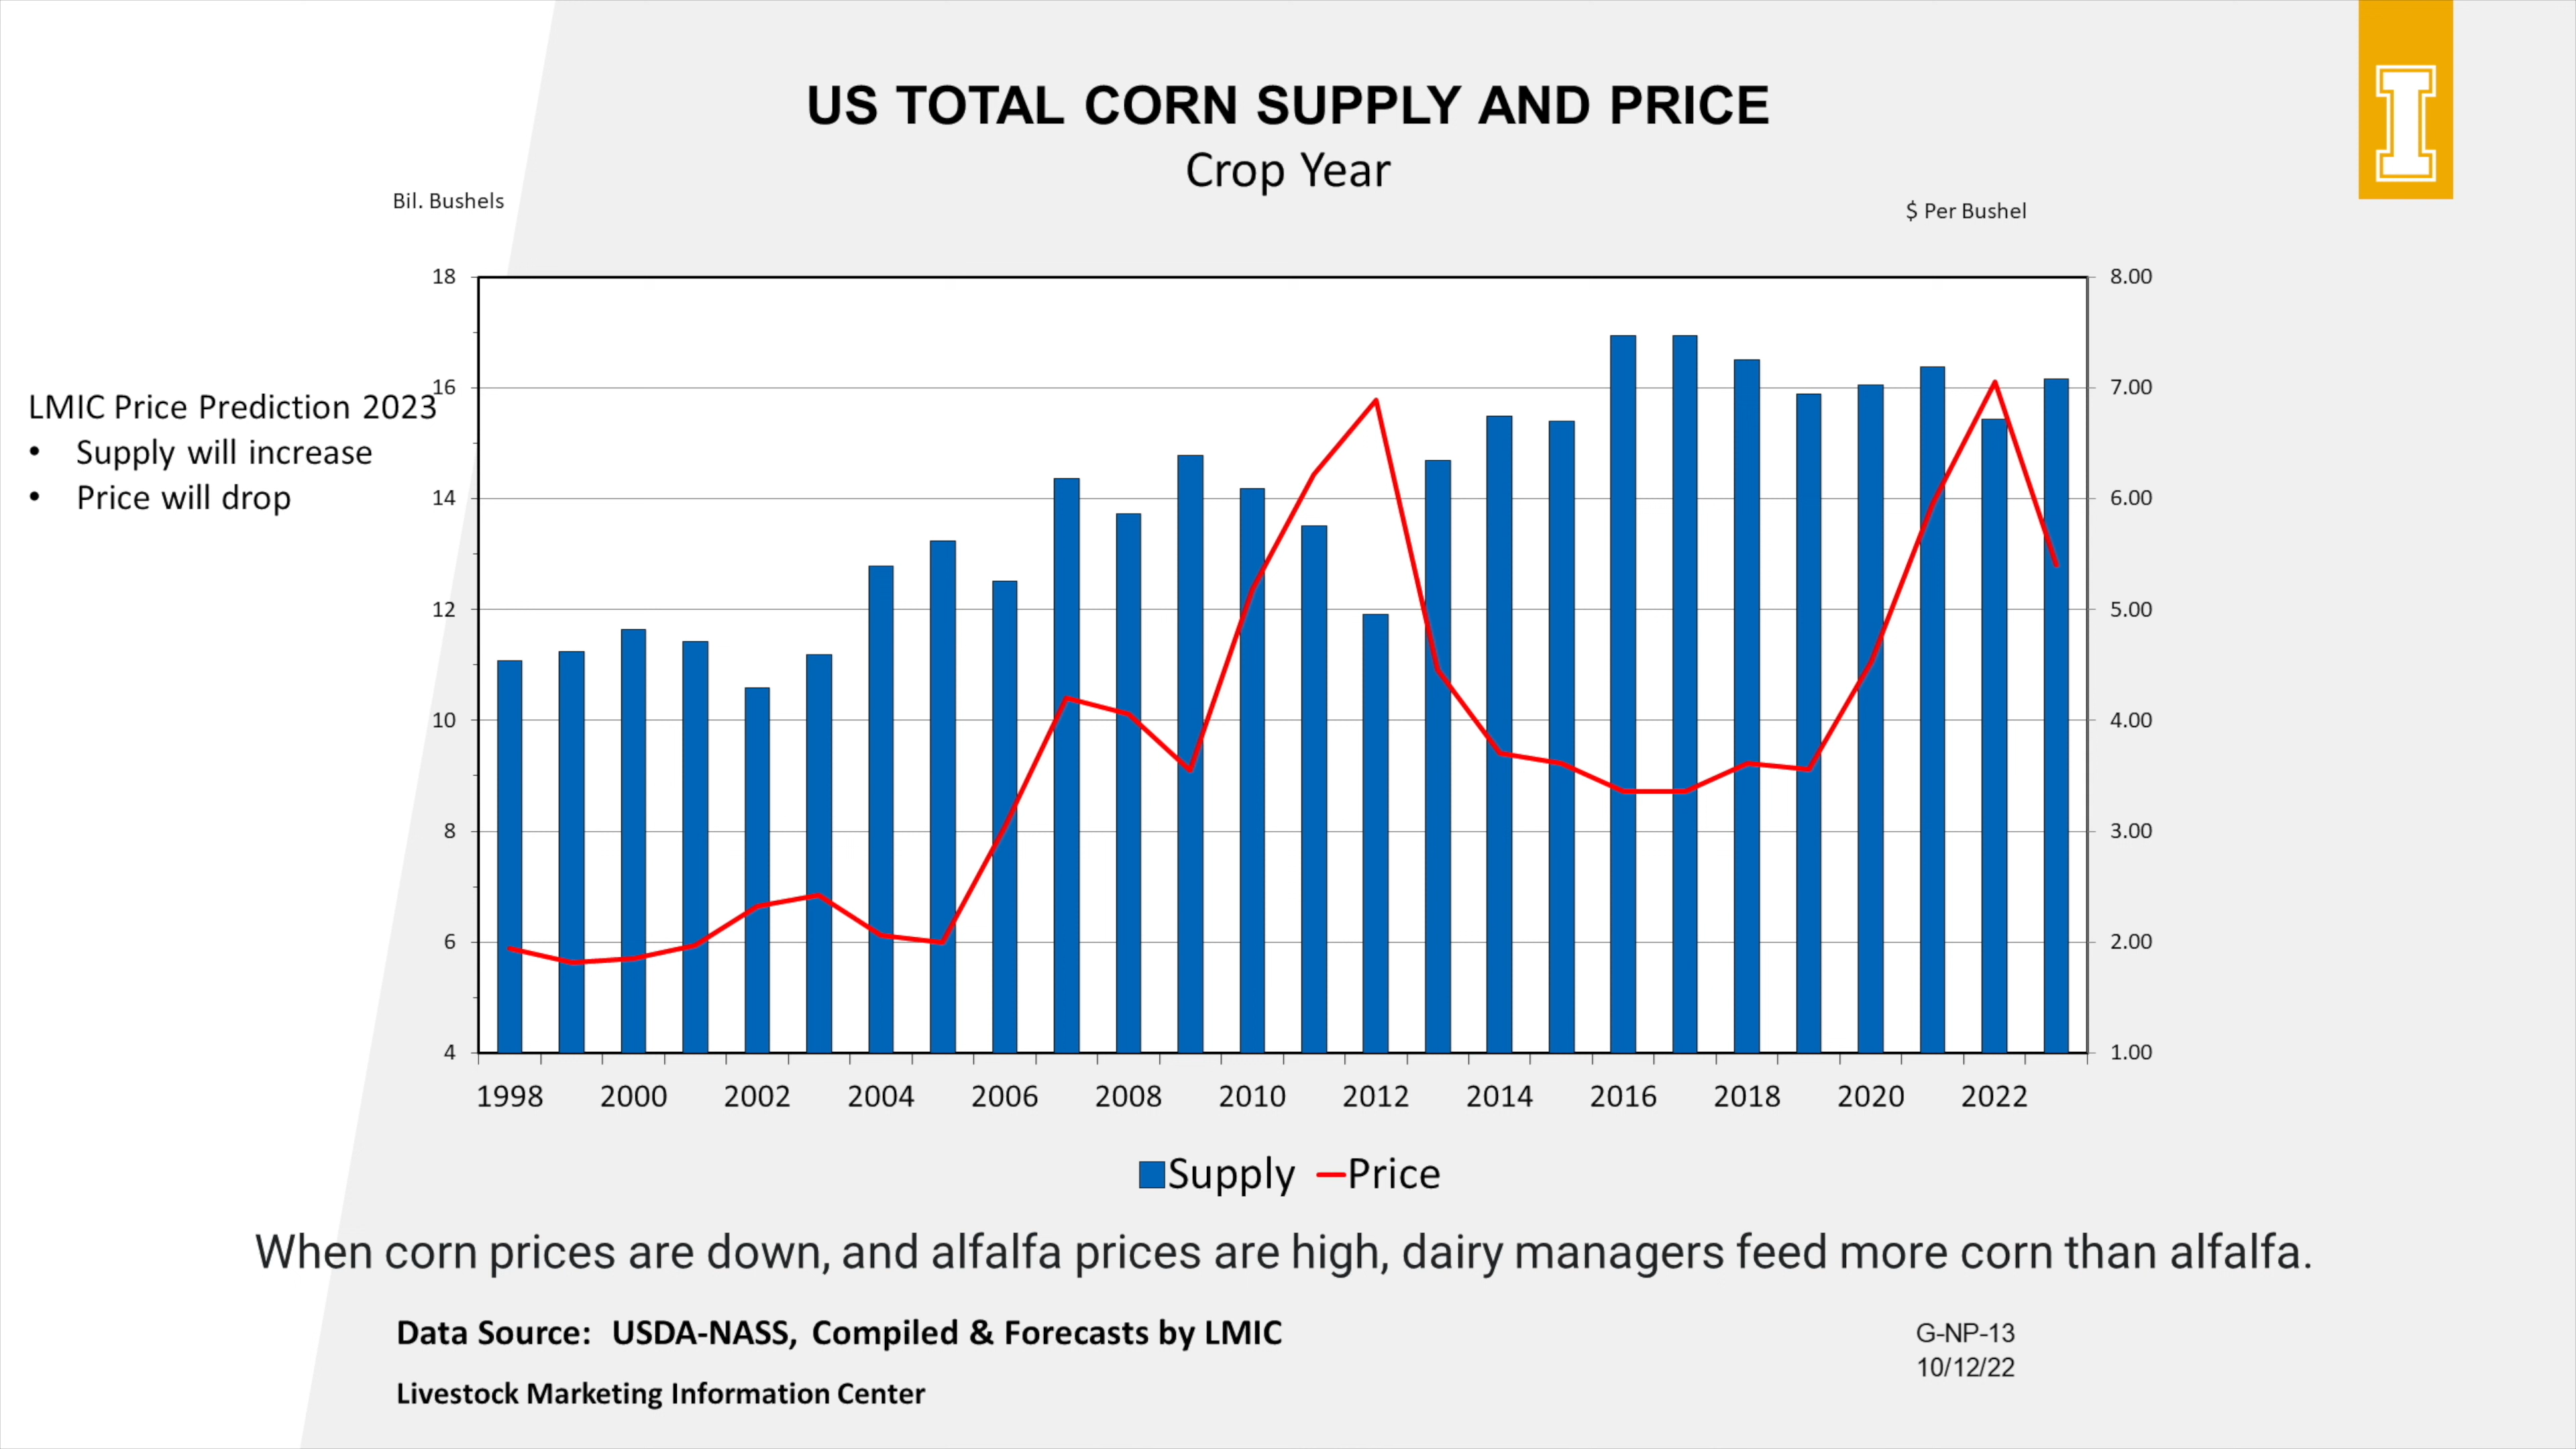 US TOTAL CORN SUPPLY AND PRICE
Crop Year
Bil. Bushels
$ Per Bushel
LMIC Price Prediction 2023
• Supply will increase
• Price will drop
18
16
14
12
10
8
6
4
8.00
7.00
6.00
5.00
4.00
3.00
2.00
1.00
1998 2000 2002 2004 2006 2008 2010 2012 2014 2016 2018 2020 2022
Supply Price
When corn prices are down, and alfalfa prices are high, dairy managers feed more corn than alfalfa.
Data Source: USDA-NASS, Compiled & Forecasts by LMIC
Livestock Marketing Information Center
G-NP-13
10/12/22
I